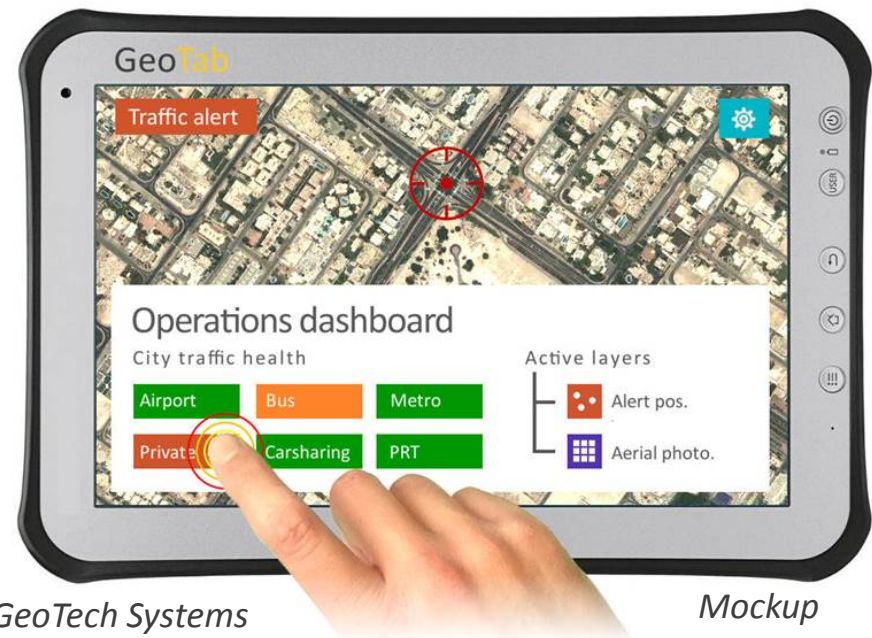 GeoTab
Traffic alert
USER
Operations dashboard
City traffic health
Active layers
Airport
Bus
Metro
Alert pos.
Private
Carsharing
PRT
Aerial photo.
GeoTech Systems
Mockup